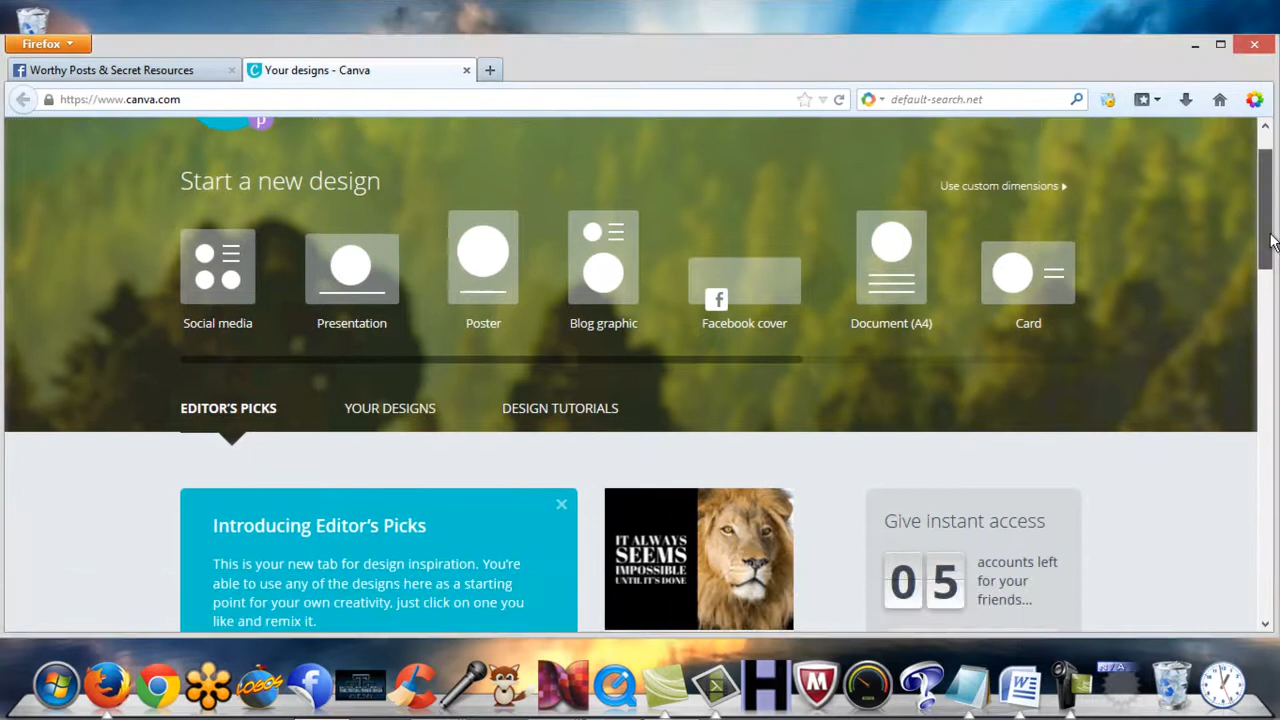 Firefox
Worthy Posts & Secret Resources
Your designs - Canva
https://www.canva.com
default-search.net
p
Start a new design
Use custom dimensions
Social media
Presentation
Poster
Blog graphic
f
Facebook cover
Document (A4)
Card
EDITOR'S PICKS
YOUR DESIGNS
DESIGN TUTORIALS
Introducing Editor's Picks
This is your new tab for design inspiration. You're
able to use any of the designs here as a starting
point for your own creativity, just click on one you
like and remix it.
IT ALWAYS
SEEMS
IMPOSSIBLE
UNTIL IT'S DONE
Give instant access
05
accounts left
for your
friends...
LOGOS